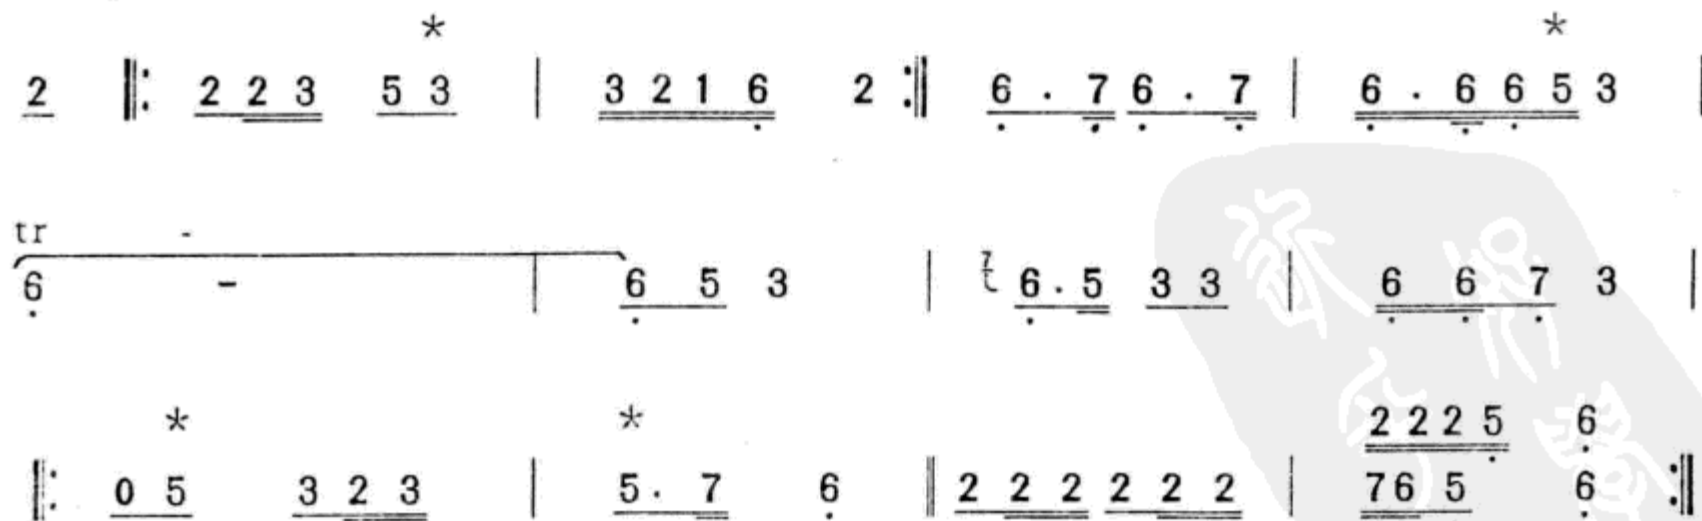 *                    *
2 ‖: 2 2 3 5 3 | 3 2 1 6 2 :‖ 6 . 7 6 . 7 | 6 . 6 6 5 3 |
tr
6 - | 6 5 3 | 6 . 5 3 3 | 6 6 7 3 |
*                    *
2 2 2 5 6
‖: 0 5 3 2 3 | 5 . 7 6 ‖ 2 2 2 2 2 2 | 7 6 5 6 :‖